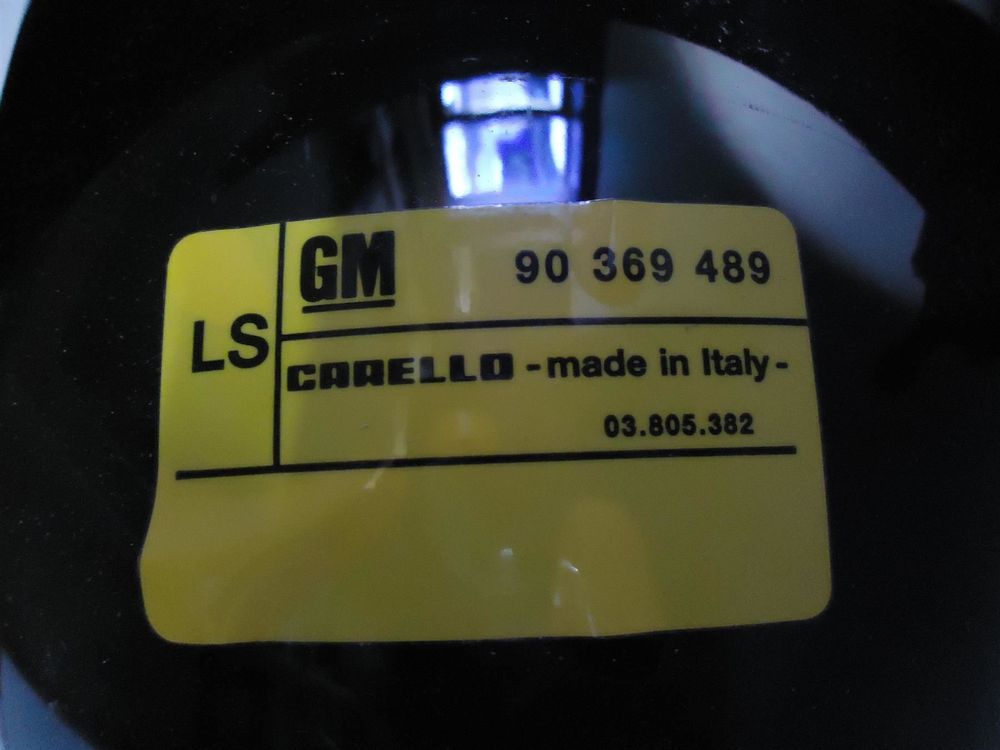 LS
GM 90 369 489
CARELLO - made in Italy -
03.805.382